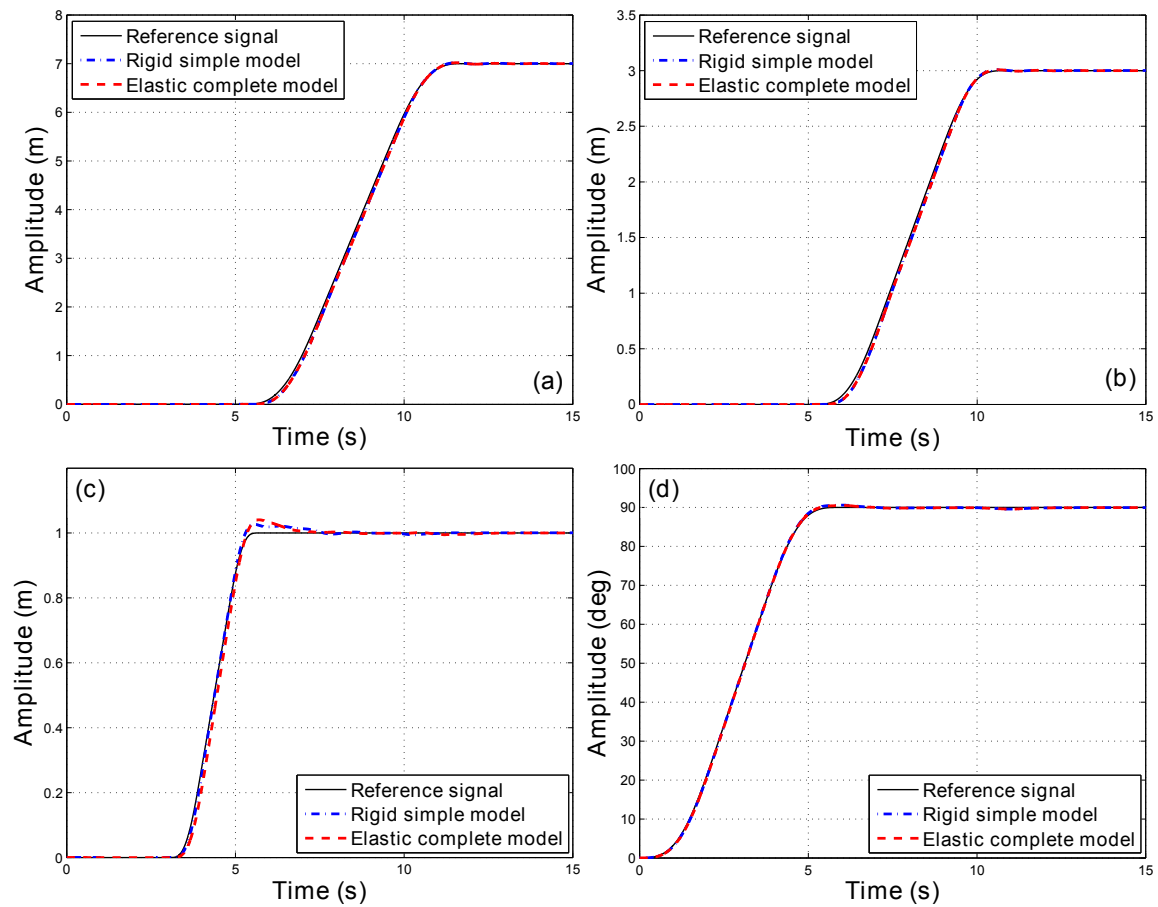 8
7
6
5
4
3
2
1
0
Amplitude (m)
Reference signal
Rigid simple model
Elastic complete model
(a)
0
5
10
15
Time (s)
3.5
3
2.5
2
1.5
1
0.5
0
Amplitude (m)
Reference signal
Rigid simple model
Elastic complete model
(b)
0
5
10
15
Time (s)
(c)
1
0.8
0.6
0.4
0.2
0
Amplitude (m)
Reference signal
Rigid simple model
Elastic complete model
0
5
10
15
Time (s)
100
90
80
70
60
50
40
30
20
10
0
Amplitude (deg)
(d)
Reference signal
Rigid simple model
Elastic complete model
0
5
10
15
Time (s)